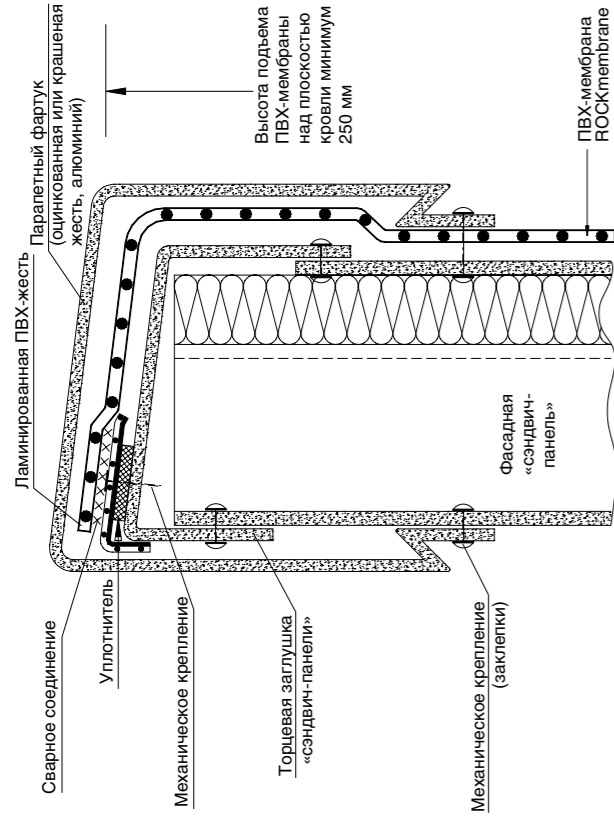 Ламинированная ПВХ-жесть
Парапетный фартук
(оцинкованная или крашеная
жесть, алюминий)
Сварное соединение
Уплотнитель
Механическое крепление
Торцевая заглушка
«сэндвич-панели»
Механическое крепление
(заклепки)
Высота подъема
ПВХ-мембраны
над плоскостью
кровли минимум
250 мм
Фасадная
«сэндвич-
панель»
ПВХ-мембрана
ROCKmembrane